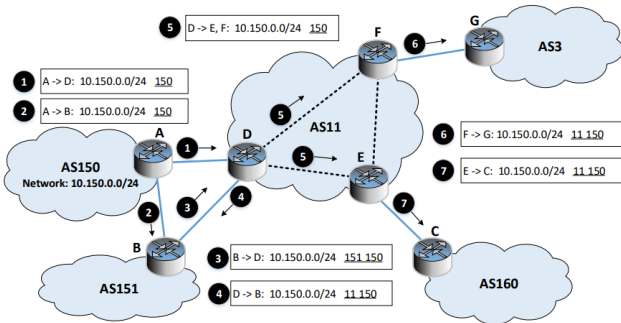 5 D -> E, F: 10.150.0.0/24 150
F
6
G
AS3
1 A -> D: 10.150.0.0/24 150
2 A -> B: 10.150.0.0/24 150
A
1
D
5
AS11
6 F -> G: 10.150.0.0/24 11 150
AS150
Network: 10.150.0.0/24
5
E
7 E -> C: 10.150.0.0/24 11 150
2
3
4
7
B
3 B -> D: 10.150.0.0/24 151 150
C
AS151
4 D -> B: 10.150.0.0/24 11 150
AS160